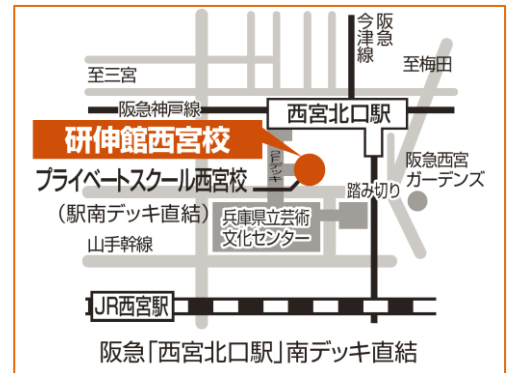 阪急
今津線
至三宮
至梅田
阪急神戸線
西宮北口駅
研伸館西宮校
2Fデッキ
プライベートスクール西宮校
(駅南デッキ直結)
踏み切り
阪急西宮
ガーデンズ
兵庫県立芸術
文化センター
山手幹線
JR西宮駅
阪急「西宮北口駅」南デッキ直結